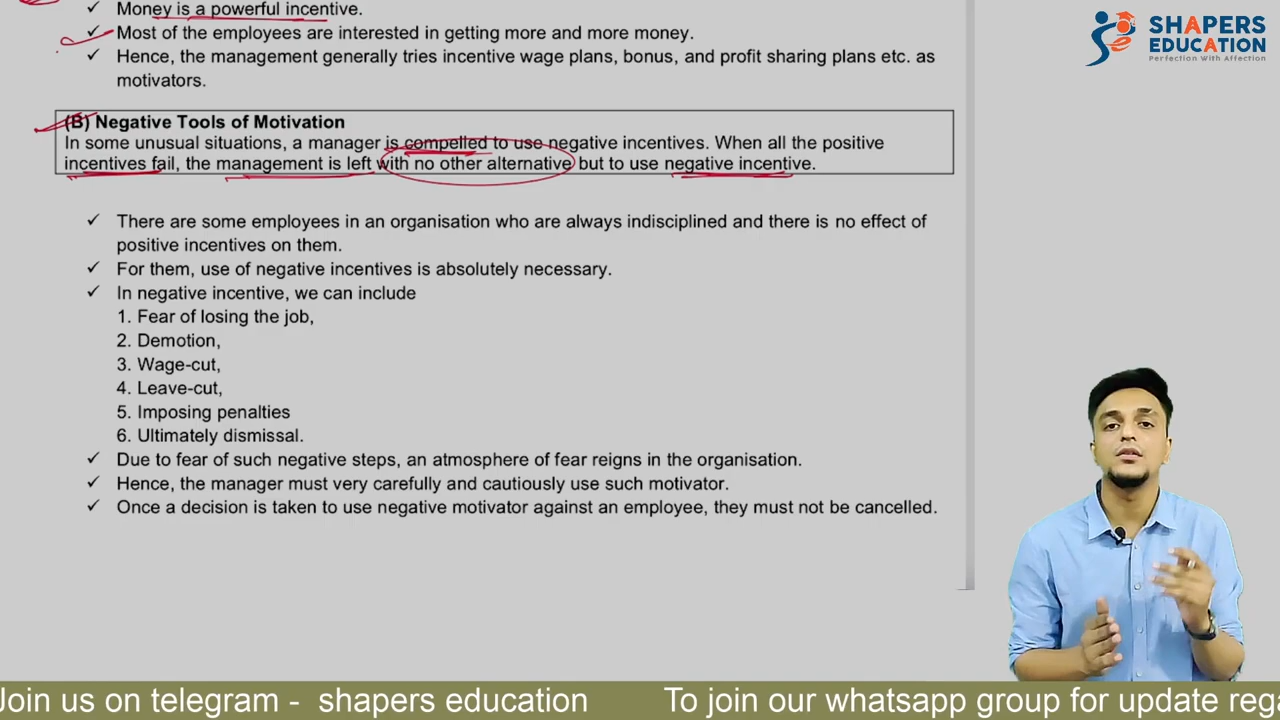 ✓ Money is a powerful incentive.
✓ Most of the employees are interested in getting more and more money.
✓ Hence, the management generally tries incentive wage plans, bonus, and profit sharing plans etc. as
motivators.
SHAPERS
EDUCATION
Perfection With Affection
(B) Negative Tools of Motivation
In some unusual situations, a manager is compelled to use negative incentives. When all the positive
incentives fail, the management is left with no other alternative but to use negative incentive.
✓ There are some employees in an organisation who are always indisciplined and there is no effect of
positive incentives on them.
✓ For them, use of negative incentives is absolutely necessary.
✓ In negative incentive, we can include
1. Fear of losing the job,
2. Demotion,
3. Wage-cut,
4. Leave-cut,
5. Imposing penalties
6. Ultimately dismissal.
✓ Due to fear of such negative steps, an atmosphere of fear reigns in the organisation.
✓ Hence, the manager must very carefully and cautiously use such motivator.
✓ Once a decision is taken to use negative motivator against an employee, they must not be cancelled.
Join us on telegram - shapers education To join our whatsapp group for update rega